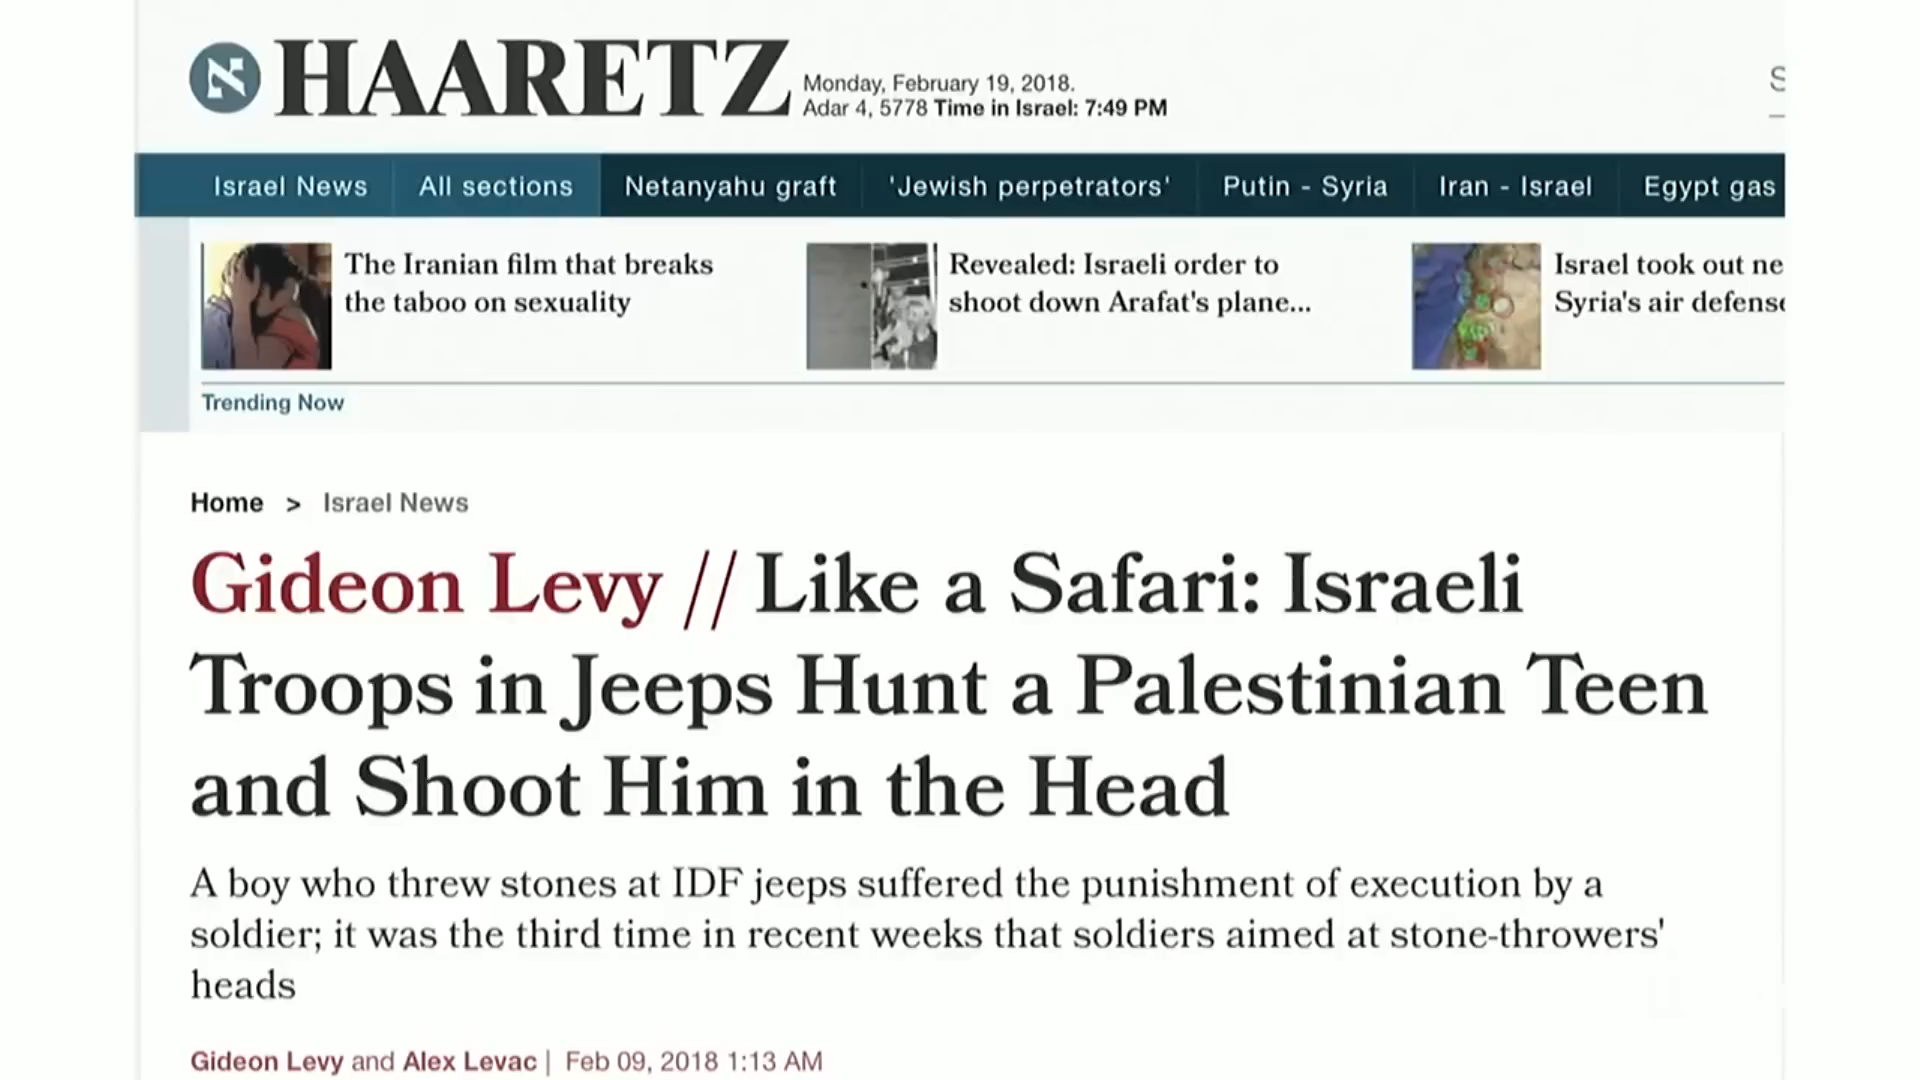 HAARETZ
Monday, February 19, 2018.
Adar 4, 5778 Time in Israel: 7:49 PM
Israel News All sections Netanyahu graft 'Jewish perpetrators' Putin - Syria Iran - Israel Egypt gas
The Iranian film that breaks
the taboo on sexuality
Revealed: Israeli order to
shoot down Arafat's plane...
Israel took out ne
Syria's air defense
Trending Now
Home > Israel News
Gideon Levy // Like a Safari: Israeli
Troops in Jeeps Hunt a Palestinian Teen
and Shoot Him in the Head
A boy who threw stones at IDF jeeps suffered the punishment of execution by a
soldier; it was the third time in recent weeks that soldiers aimed at stone-throwers'
heads
Gideon Levy and Alex Levac | Feb 09, 2018 1:13 AM